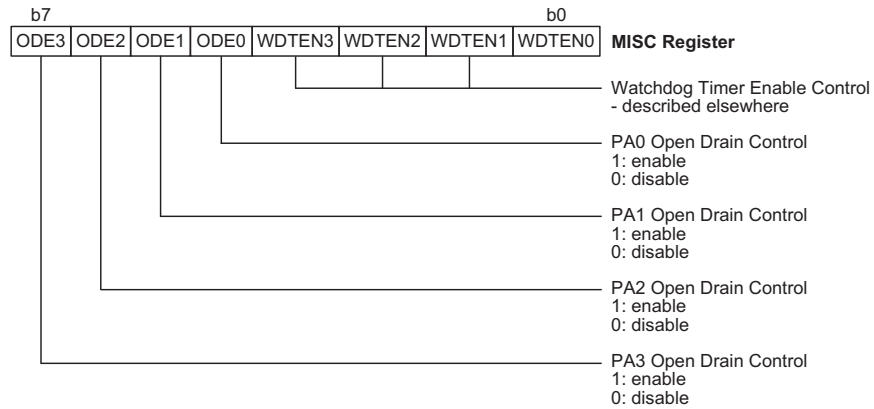 b7 b0
ODE3 ODE2 ODE1 ODE0 WDTEN3 WDTEN2 WDTEN1 WDTEN0 MISC Register
Watchdog Timer Enable Control
- described elsewhere
PA0 Open Drain Control
1: enable
0: disable
PA1 Open Drain Control
1: enable
0: disable
PA2 Open Drain Control
1: enable
0: disable
PA3 Open Drain Control
1: enable
0: disable